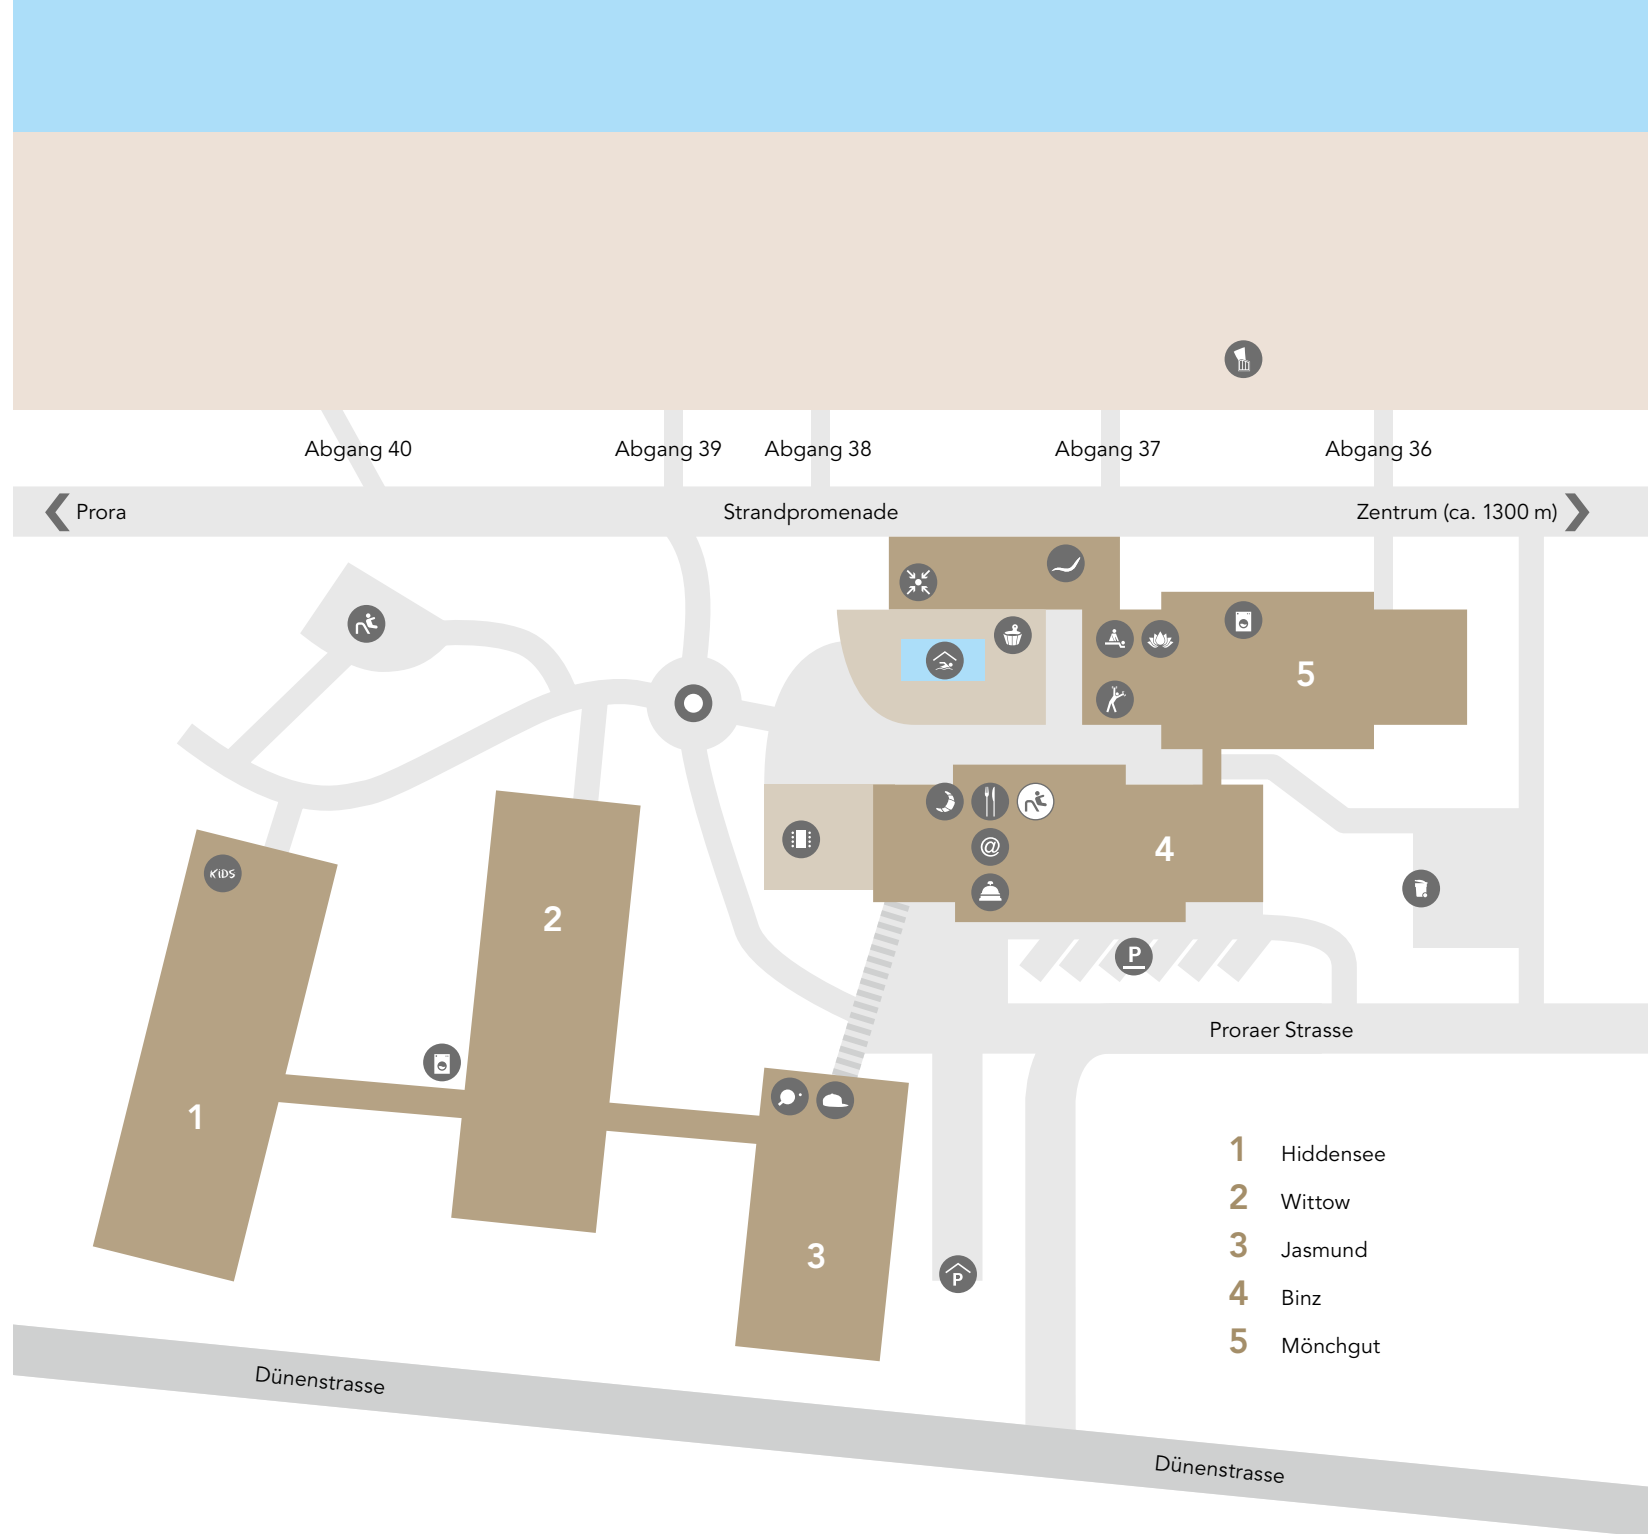 Abgang 40
Abgang 39
Abgang 38
Abgang 37
Abgang 36
Prora
Strandpromenade
Zentrum (ca. 1300 m)
5
4
@
KiDS
2
P
Proraer Strasse
1
3
P
1 Hiddensee
2 Wittow
3 Jasmund
4 Binz
5 Mönchgut
Dünenstrasse
Dünenstrasse